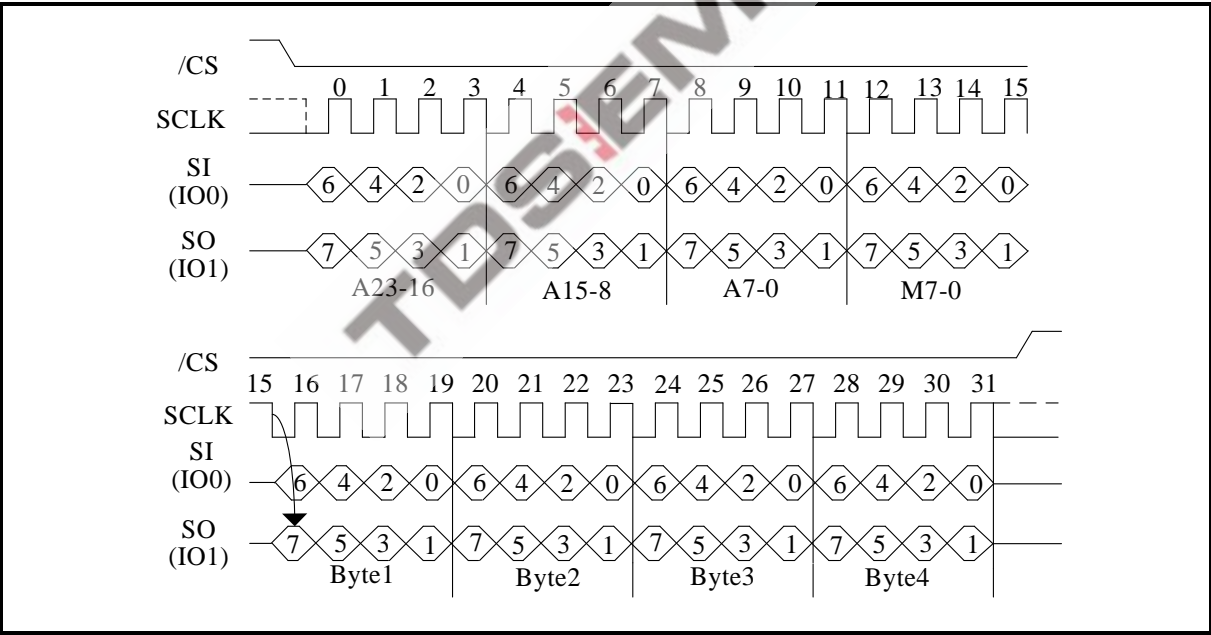 /CS
0 1 2 3 4 5 6 7 8 9 10 11 12 13 14 15
SCLK
SI
(IO0)
6 4 2 0 6 4 2 0 6 4 2 0 6 4 2 0
SO
(IO1)
7 5 3 1 7 5 3 1 7 5 3 1 7 5 3 1
A23-16 A15-8 A7-0 M7-0
/CS
15 16 17 18 19 20 21 22 23 24 25 26 27 28 29 30 31
SCLK
SI
(IO0)
6 4 2 0 6 4 2 0 6 4 2 0 6 4 2 0
SO
(IO1)
7 5 3 1 7 5 3 1 7 5 3 1 7 5 3 1
Byte1 Byte2 Byte3 Byte4